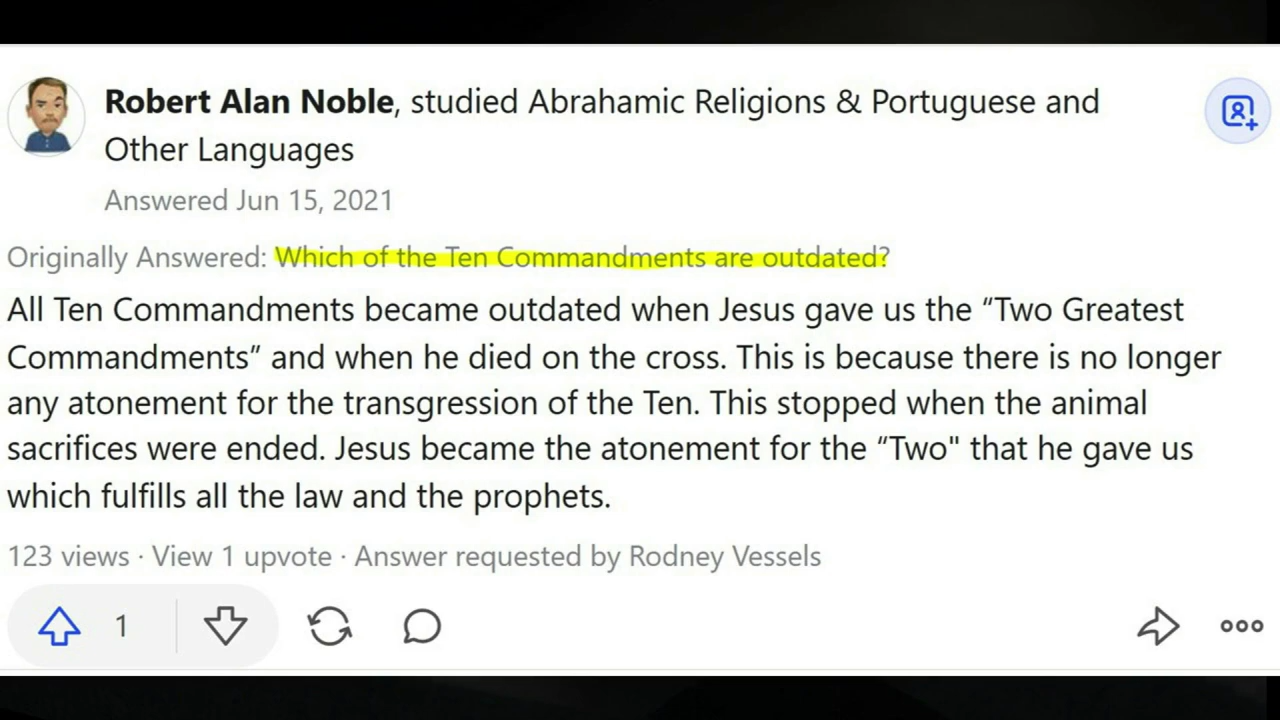 Robert Alan Noble, studied Abrahamic Religions & Portuguese and
Other Languages
Answered Jun 15, 2021
Originally Answered: Which of the Ten Commandments are outdated?
All Ten Commandments became outdated when Jesus gave us the “Two Greatest
Commandments” and when he died on the cross. This is because there is no longer
any atonement for the transgression of the Ten. This stopped when the animal
sacrifices were ended. Jesus became the atonement for the “Two" that he gave us
which fulfills all the law and the prophets.
123 views · View 1 upvote · Answer requested by Rodney Vessels
1